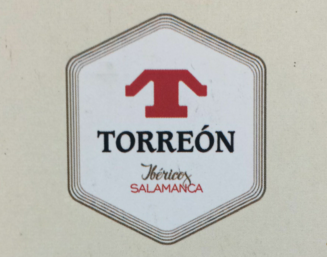 T
TORREÓN
Ibéricos
SALAMANCA